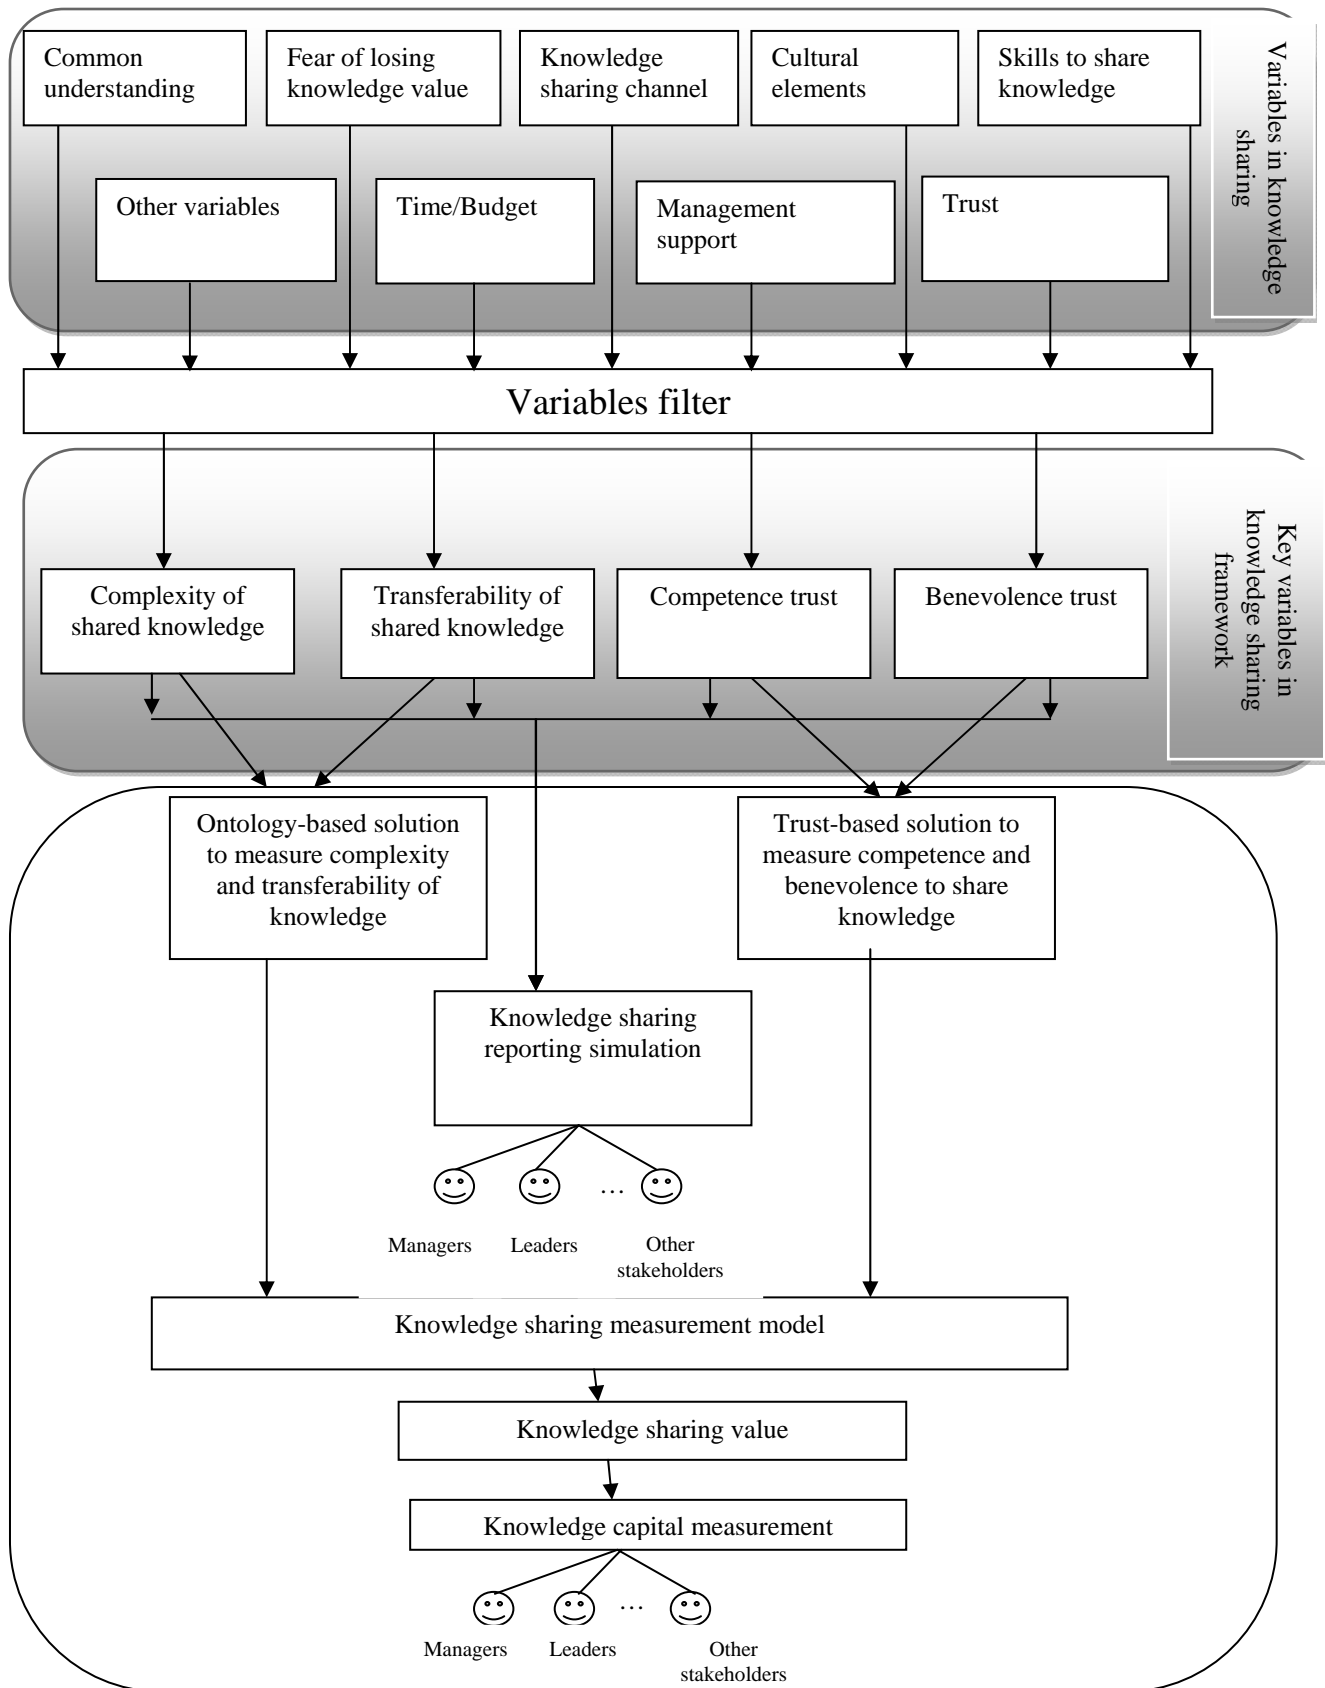 Common
understanding
Fear of losing
knowledge value
Knowledge
sharing channel
Cultural
elements
Skills to share
knowledge
Variables in knowledge
sharing
Other variables
Time/Budget
Management
support
Trust
Variables filter
Key variables in
knowledge sharing
framework
Complexity of
shared knowledge
Transferability of
shared knowledge
Competence trust
Benevolence trust
Ontology-based solution
to measure complexity
and transferability of
knowledge
Trust-based solution to
measure competence and
benevolence to share
knowledge
Knowledge sharing
reporting simulation
…
Managers
Leaders
Other
stakeholders
Knowledge sharing measurement model
Knowledge sharing value
Knowledge capital measurement
…
Managers
Leaders
Other
stakeholders